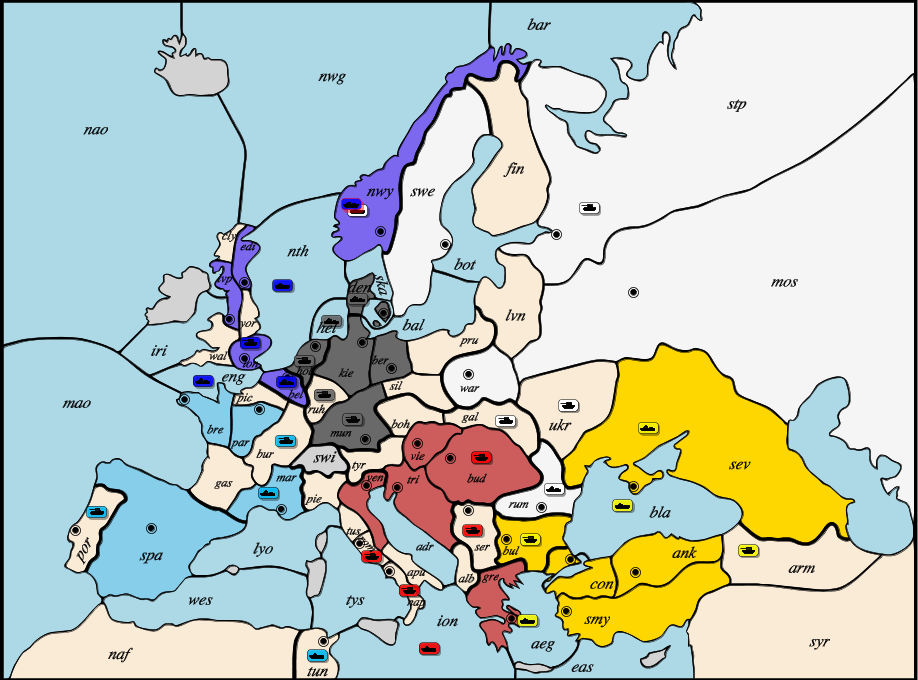 bar
nwg
stp
nao
fin
nwy
swe
cly
edi
nth
bot
mos
den
ska
lvp
lvn
hel
bal
yor
iri
wal
pru
lon
hol
kie
ber
eng
war
sil
mao
bel
pic
ruh
bre
par
mun
boh
gal
ukr
bur
swi
tyr
vie
sev
gas
mar
pie
ven
tri
bud
rum
bla
por
spa
lyo
tus
rom
adr
ser
bul
ank
arm
apu
alb
gre
con
wes
tys
nap
ion
smy
aeg
syr
naf
tun
eas